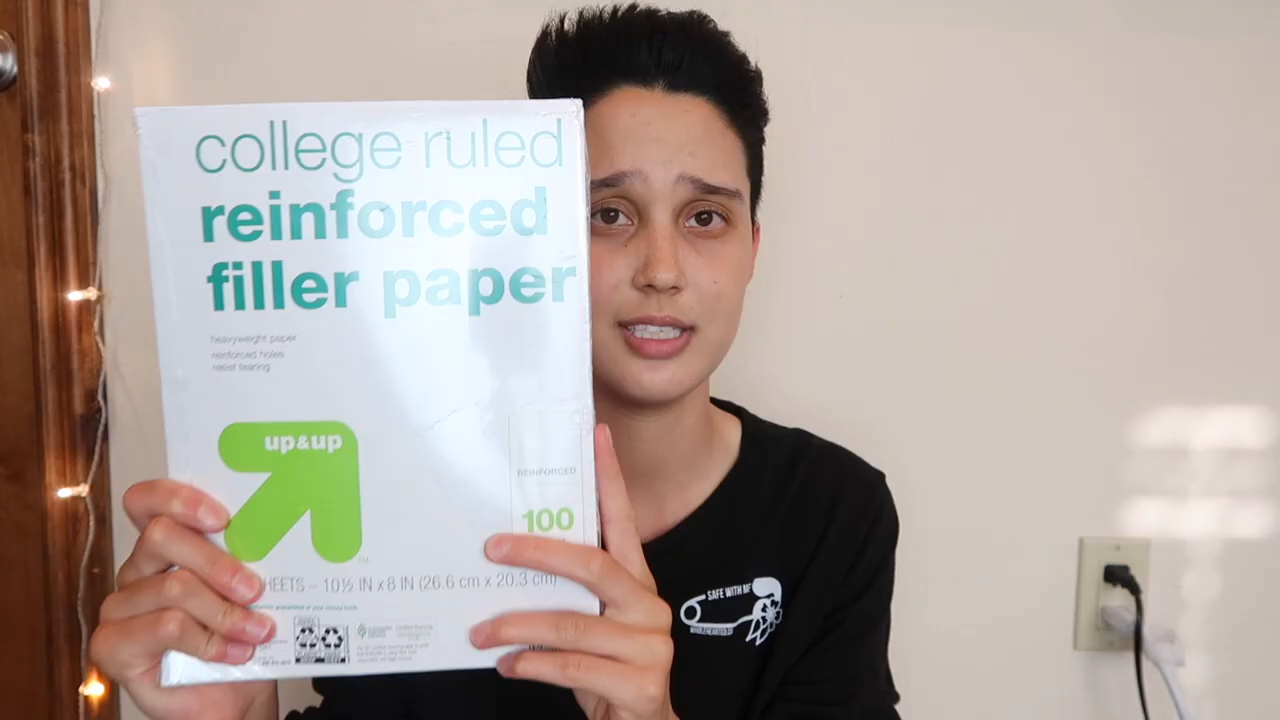 college ruled
reinforced
filler paper
heavyweight paper
reinforced holes
resist tearing
up&up
REINFORCED
100
HEETS – 10½ IN x 8 IN (26.6 cm x 20.3 cm)
SAFE WITH ME